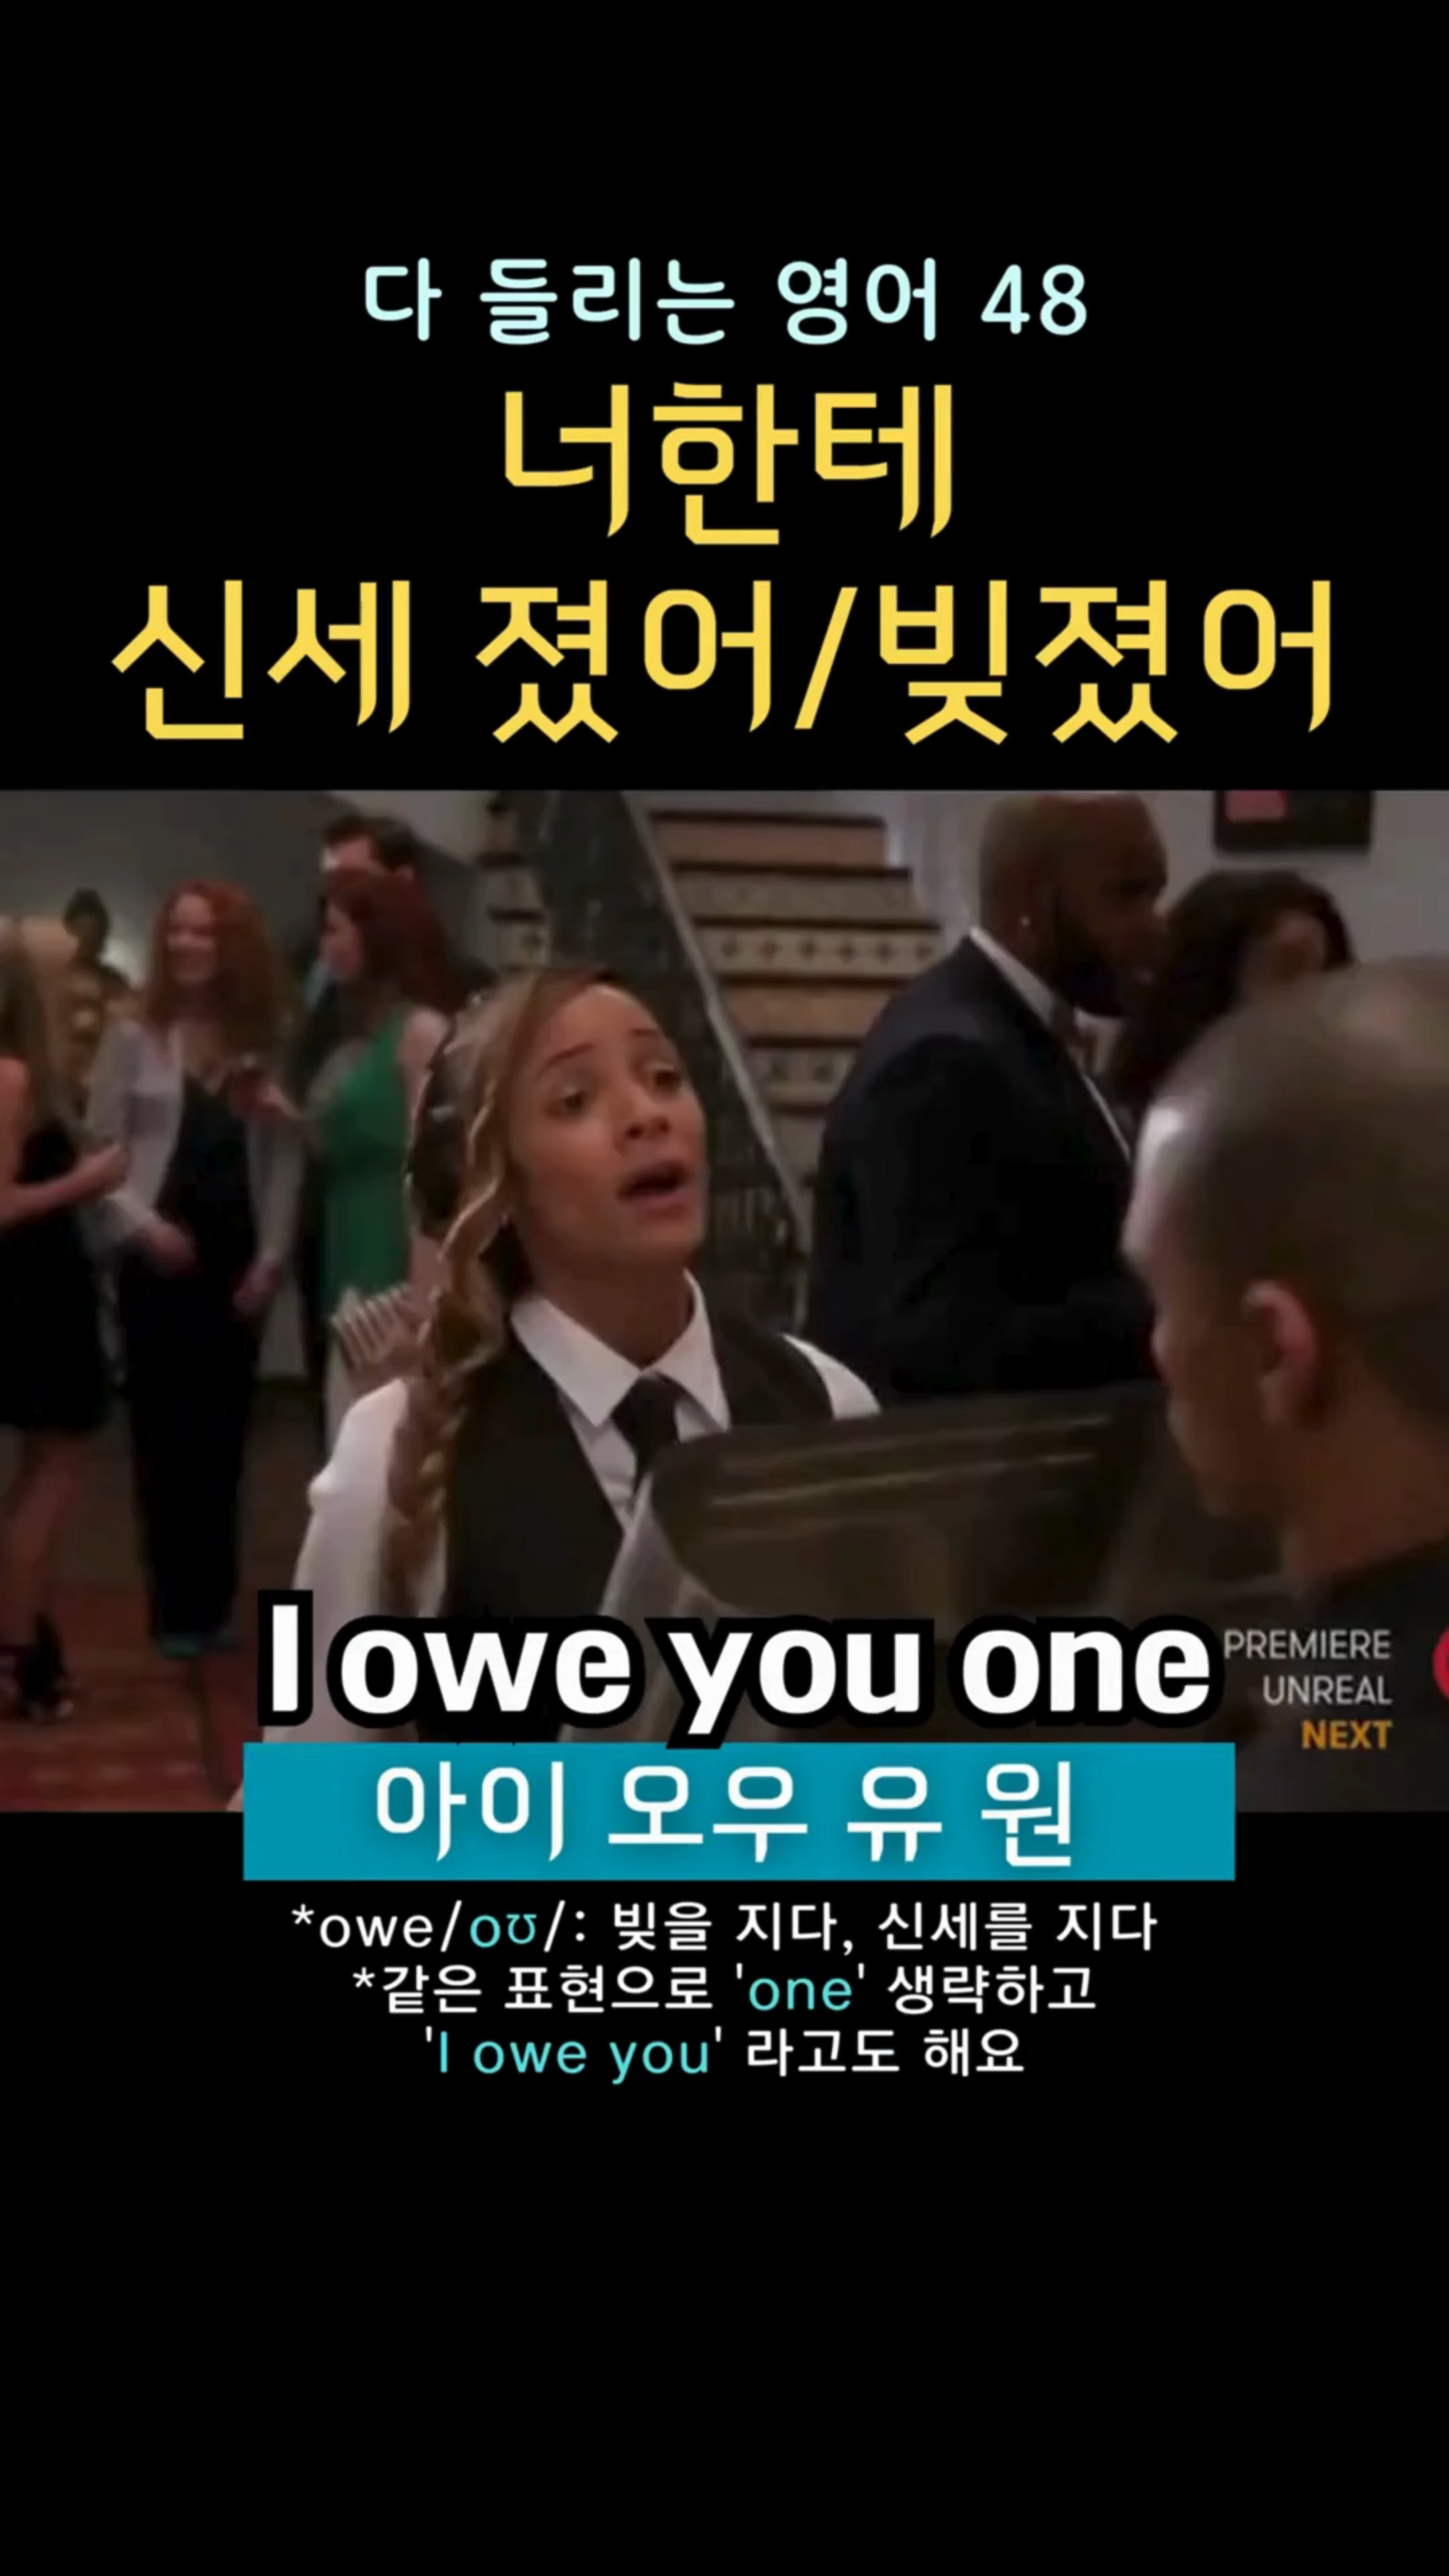 다 들리는 영어 48
너한테
신세 졌어/빚졌어
I owe you one
PREMIERE
UNREAL
NEXT
아이 오우 유 원
*owe/oʊ/: 빚을 지다, 신세를 지다
*같은 표현으로 'one' 생략하고
'I owe you' 라고도 해요